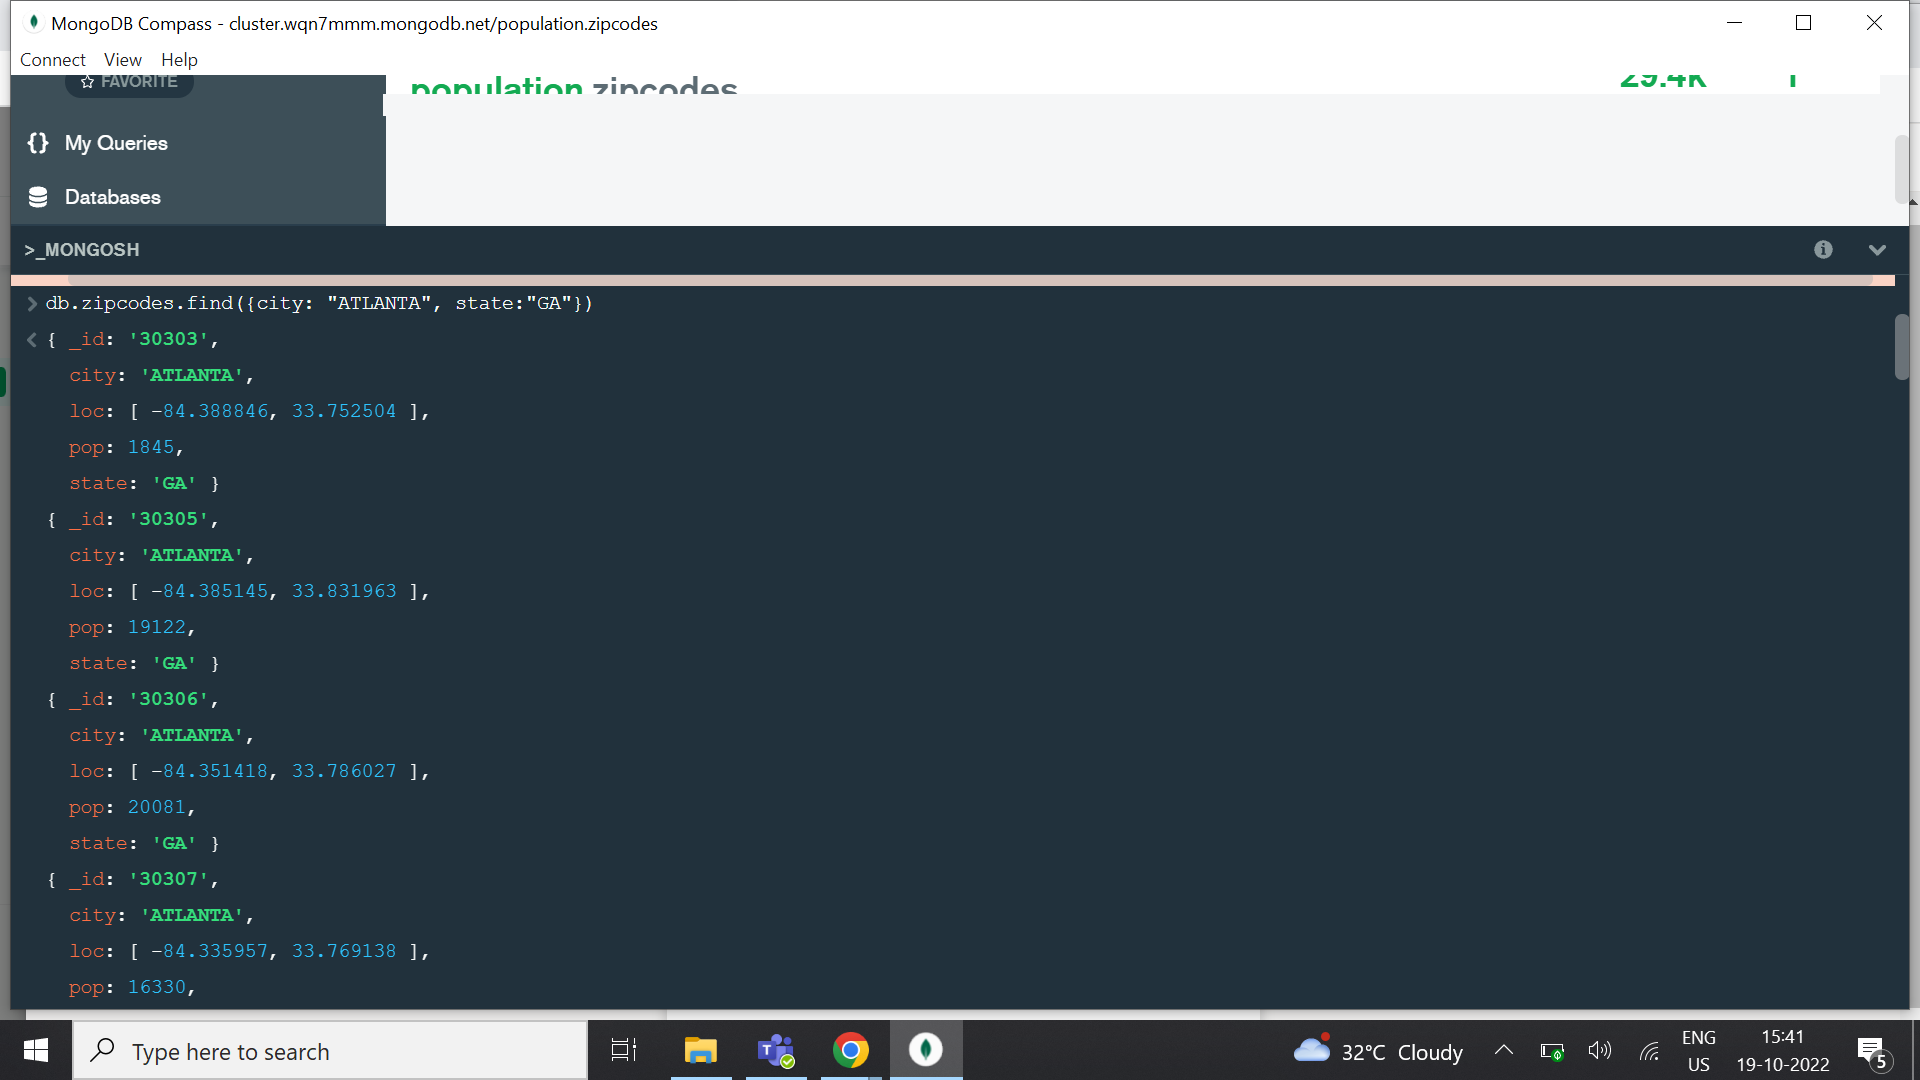 MongoDB Compass - cluster.wqn7mmm.mongodb.net/population.zipcodes
Connect View Help
FAVORITE
population.zipcodes
29.4K
My Queries
Databases
>_MONGOSH
db.zipcodes.find({city: "ATLANTA", state:"GA"})
{ _id: '30303',
city: 'ATLANTA',
loc: [ -84.388846, 33.752504 ],
pop: 1845,
state: 'GA' }
{ _id: '30305',
city: 'ATLANTA',
loc: [ -84.385145, 33.831963 ],
pop: 19122,
state: 'GA' }
{ _id: '30306',
city: 'ATLANTA',
loc: [ -84.351418, 33.786027 ],
pop: 20081,
state: 'GA' }
{ _id: '30307',
city: 'ATLANTA',
loc: [ -84.335957, 33.769138 ],
pop: 16330,
Type here to search
32°C Cloudy
ENG
US
15:41
19-10-2022
5